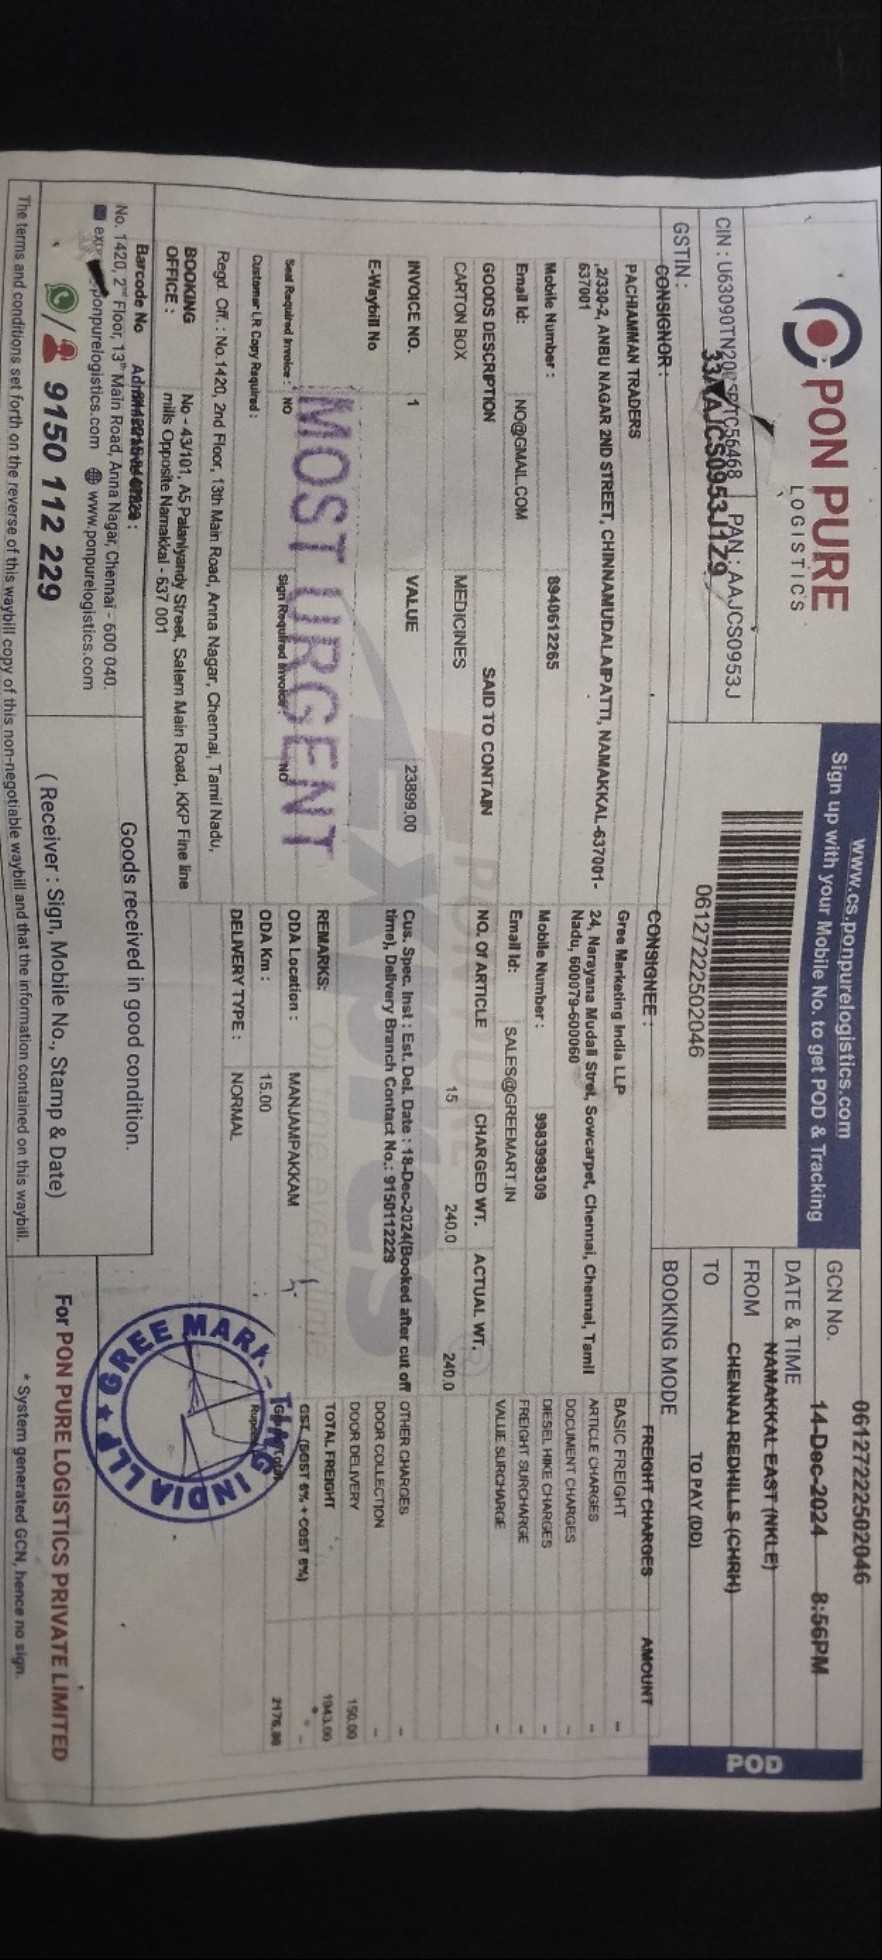 PON PURE
LOGISTICS
CIN : U63090TN20 PTC56468 PAN : AAJCS0953J
GSTIN : 33AAJCS0953J1Z9
www.cs.ponpurelogistics.com
Sign up with your Mobile No. to get POD & Tracking
061272222502046
061272222502046
GCN No.
DATE & TIME 14-Dec-2024 8:56PM
FROM NAMAKKAL EAST (NKLE)
TO CHENNAI REDHILLS (CHRH)
BOOKING MODE TO PAY (DD)
POD
CONSIGNOR :
PACHIAMMAN TRADERS
,2/330-2, ANBU NAGAR 2ND STREET, CHINNAMUDALAIPATTI, NAMAKKAL-637001-
637001
Mobile Number : 8940612265
Email Id: NO@GMAIL.COM
CONSIGNEE :
Gree Marketing India LLP
24, Narayana Mudali Stret, Sowcarpet, Chennai, Chennai, Tamil
Nadu, 600079-600060
Mobile Number : 9983998309
Email Id: SALES@GREEMART.IN
GOODS DESCRIPTION SAID TO CONTAIN NO. Of ARTICLE CHARGED WT. ACTUAL WT.
CARTON BOX MEDICINES 15 240.0 240.0
INVOICE NO. 1 VALUE 23899.00
E-Waybill No
Cus. Spec. Inst : Est. Del. Date : 18-Dec-2024(Booked after cut off
time), Delivery Branch Contact No.: 9150112229
MOST URGENT
Seal Required Invoice : NO Sign Required Invoice : NO
Customer LR Copy Required :
REMARKS:
ODA Location : MANJAMPAKKAM
ODA Km : 15.00
DELIVERY TYPE : NORMAL
FREIGHT CHARGES AMOUNT
BASIC FREIGHT -
ARTICLE CHARGES -
DOCUMENT CHARGES -
DIESEL HIKE CHARGES -
FREIGHT SURCHARGE -
VALUE SURCHARGE -
OTHER CHARGES -
DOOR COLLECTION -
DOOR DELIVERY 150.00
TOTAL FREIGHT 1943.00
GST (SGST 6% + CGST 6%) -
2176.
GREE MARKETING INDIA LLP
Regd. Off. : No.1420, 2nd Floor, 13th Main Road, Anna Nagar, Chennai, Tamil Nadu,
BOOKING OFFICE : No - 43/101, A5 Palaniyandy Street, Salem Main Road, KKP Fine line
mills Opposite Namakkal - 637 001
Barcode No
No. 1420, 2nd Floor, 13th Main Road, Anna Nagar, Chennai - 600 040.
ponpurelogistics.com www.ponpurelogistics.com
9150 112 229
Goods received in good condition.
( Receiver : Sign, Mobile No., Stamp & Date)
For PON PURE LOGISTICS PRIVATE LIMITED
The terms and conditions set forth on the reverse of this waybill copy of this non-negotiable waybill and that the information contained on this waybill.
* System generated GCN, hence no sign.